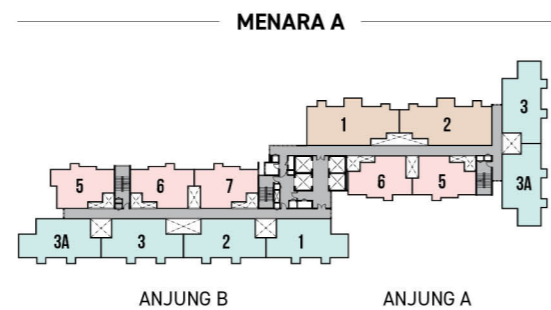 MENARA A
3
1 2
3A
6 5
5 6 7
3A 3 2 1
ANJUNG B ANJUNG A